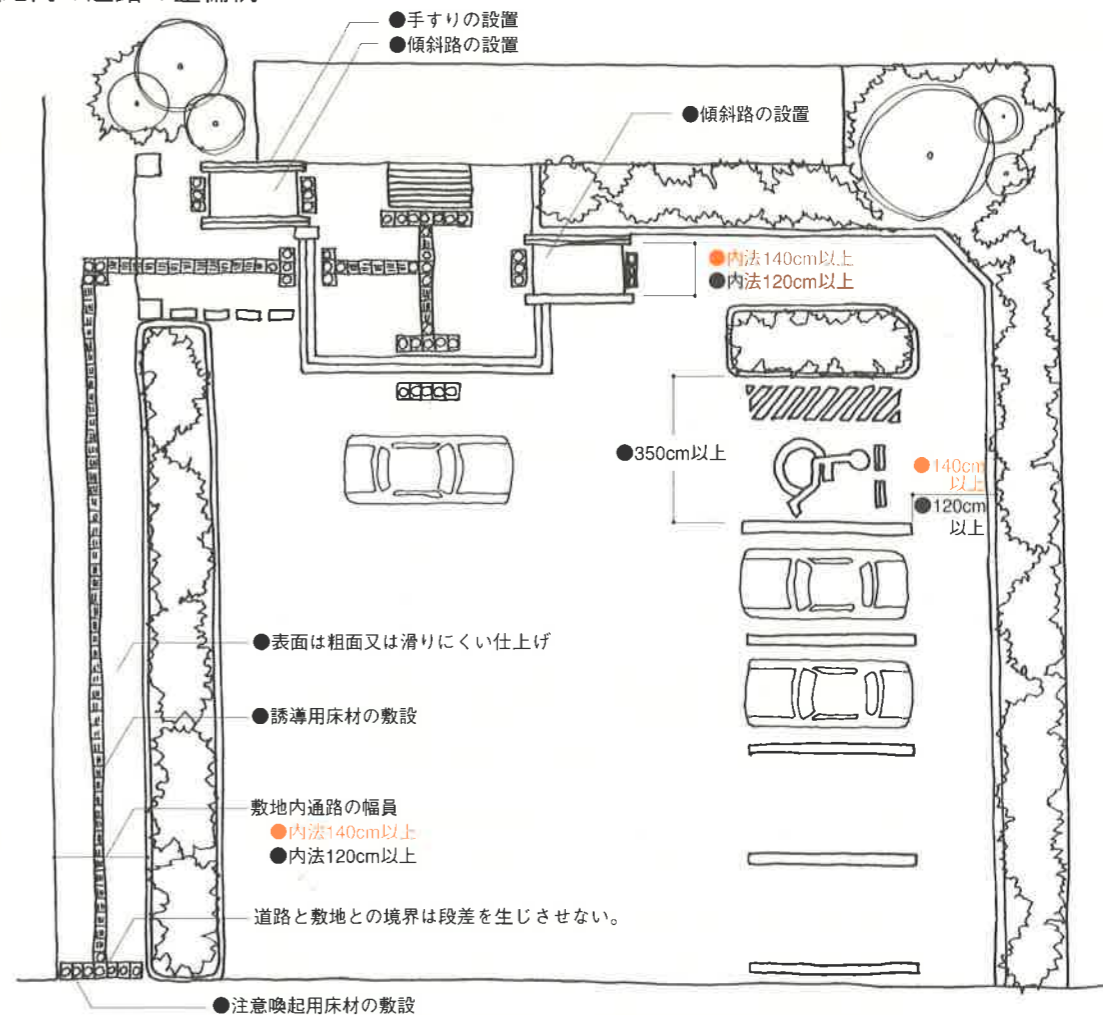 ●手すりの設置
●傾斜路の設置
●傾斜路の設置
●内法140cm以上
●内法120cm以上
●350cm以上
●140cm
以上
●120cm
以上
●表面は粗面又は滑りにくい仕上げ
●誘導用床材の敷設
敷地内通路の幅員
●内法140cm以上
●内法120cm以上
道路と敷地との境界は段差を生じさせない。
●注意喚起用床材の敷設